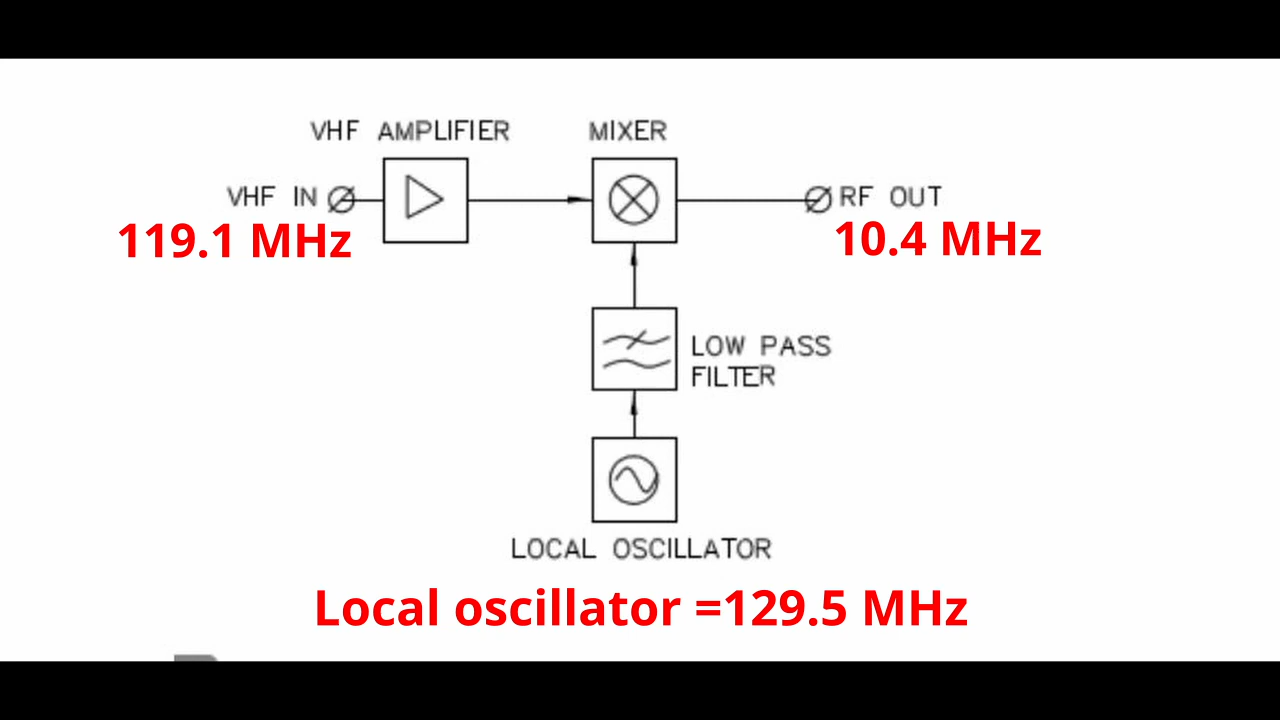 VHF AMPLIFIER
MIXER
VHF IN
RF OUT
119.1 MHz
10.4 MHz
LOW PASS
FILTER
LOCAL OSCILLATOR
Local oscillator =129.5 MHz